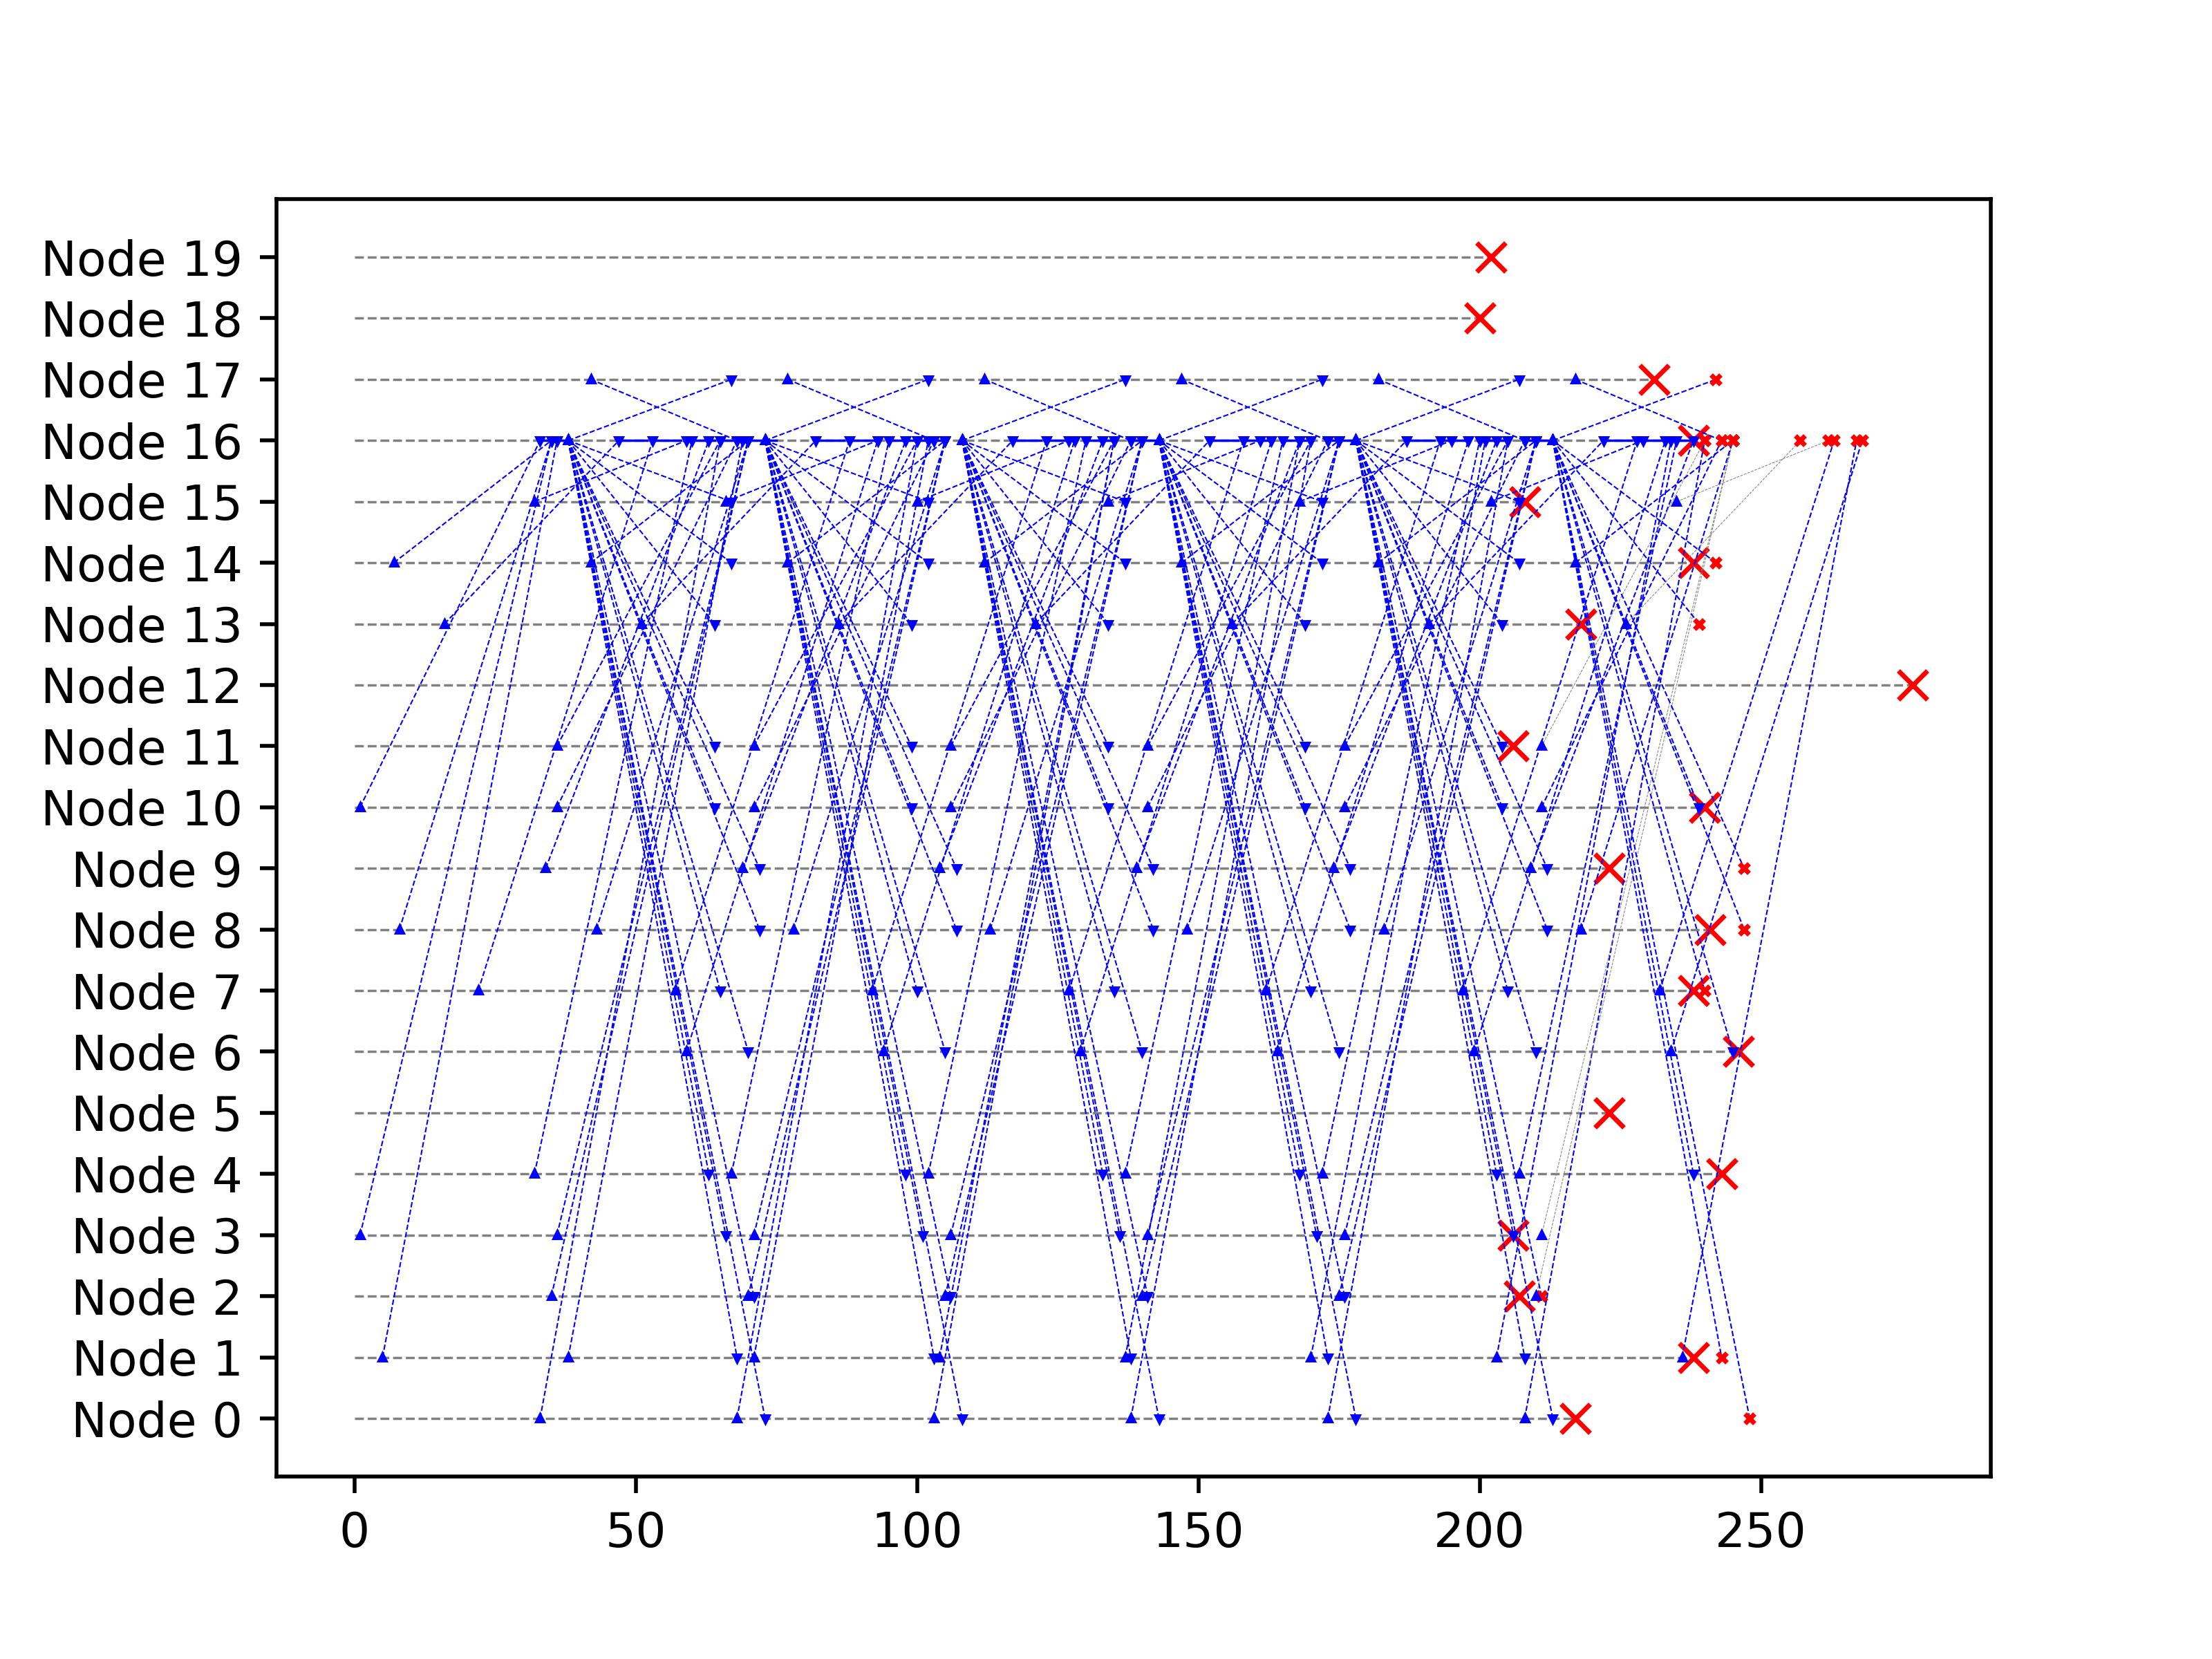 Node 19
Node 18
Node 17
Node 16
Node 15
Node 14
Node 13
Node 12
Node 11
Node 10
Node 9
Node 8
Node 7
Node 6
Node 5
Node 4
Node 3
Node 2
Node 1
Node 0
0 50 100 150 200 250